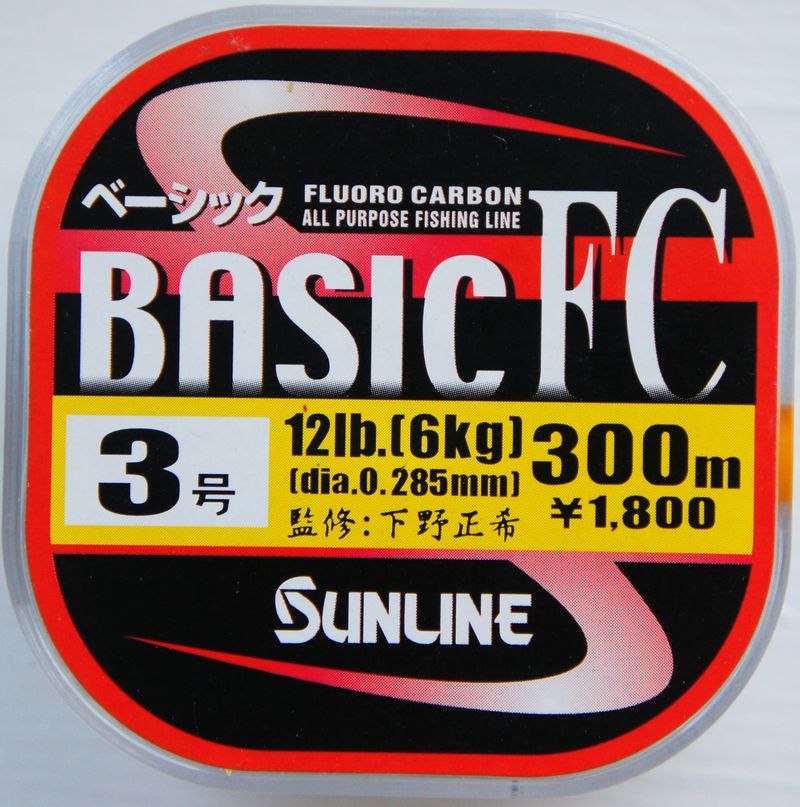 ベーシック
FLUORO CARBON
ALL PURPOSE FISHING LINE
BASIC FC
3号
12lb.(6kg)
(dia.0.285mm)
監修:下野正希
300m
¥1,800
SUNLINE